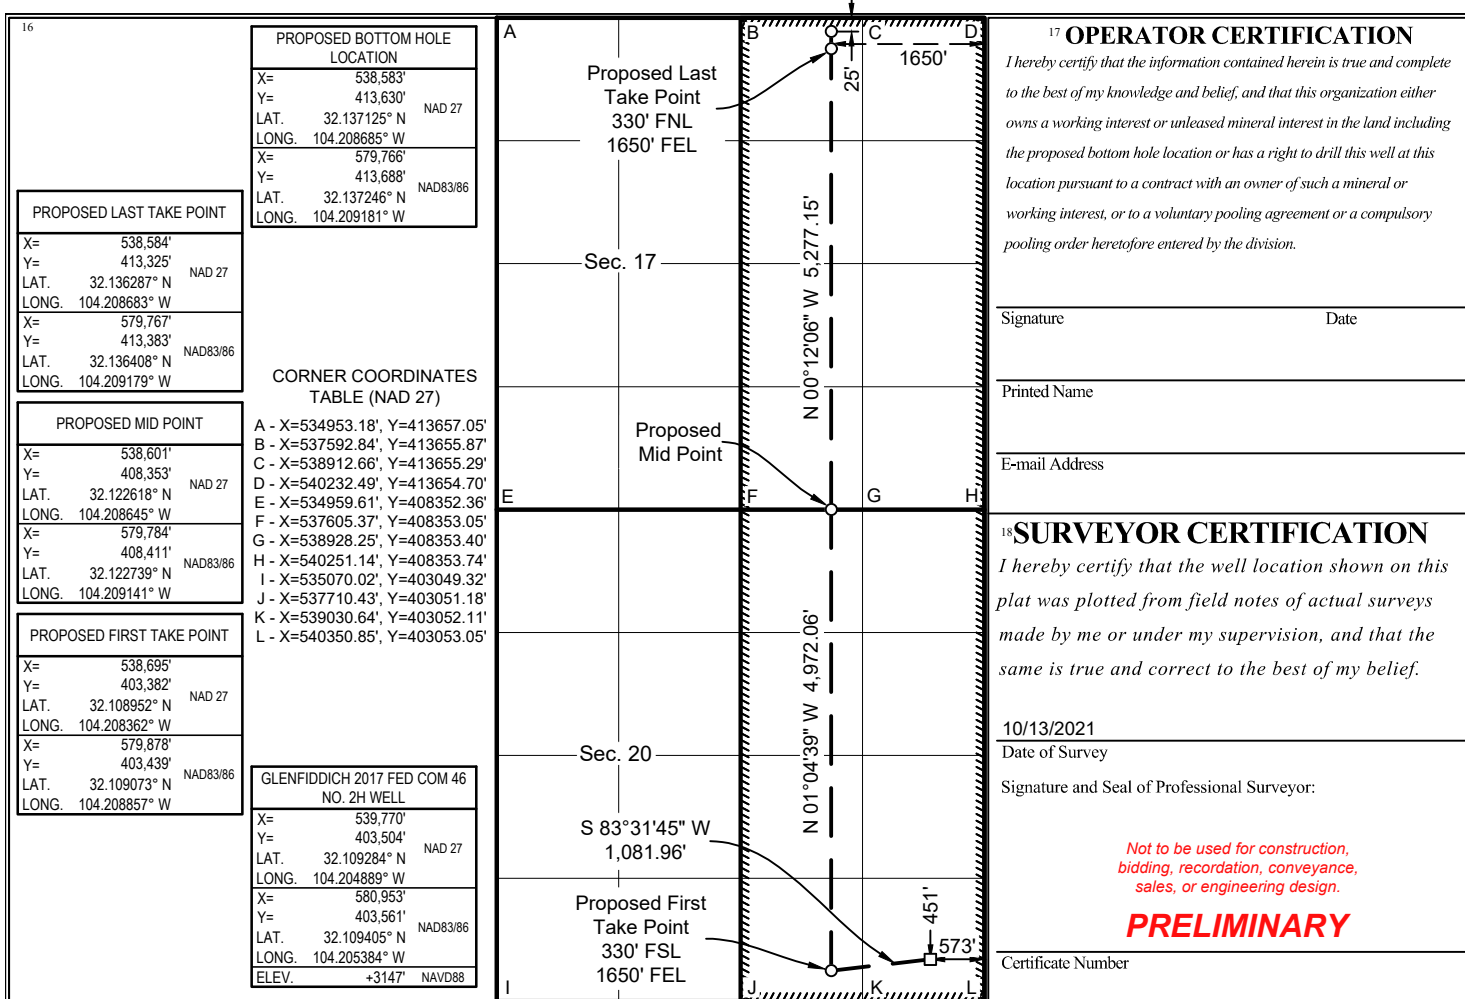 16
PROPOSED BOTTOM HOLE
LOCATION
X= 538,583'
Y= 413,630'
LAT. 32.137125° N
LONG. 104.208685° W
NAD 27
X= 579,766'
Y= 413,688'
LAT. 32.137246° N
LONG. 104.209181° W
NAD83/86
PROPOSED LAST TAKE POINT
X= 538,584'
Y= 413,325'
LAT. 32.136287° N
LONG. 104.208683° W
NAD 27
X= 579,767'
Y= 413,383'
LAT. 32.136408° N
LONG. 104.209179° W
NAD83/86
PROPOSED MID POINT
X= 538,601'
Y= 408,353'
LAT. 32.122618° N
LONG. 104.208645° W
NAD 27
X= 579,784'
Y= 408,411'
LAT. 32.122739° N
LONG. 104.209141° W
NAD83/86
PROPOSED FIRST TAKE POINT
X= 538,695'
Y= 403,382'
LAT. 32.108952° N
LONG. 104.208362° W
NAD 27
X= 579,878'
Y= 403,439'
LAT. 32.109073° N
LONG. 104.208857° W
NAD83/86
CORNER COORDINATES
TABLE (NAD 27)
A - X=534953.18', Y=413657.05'
B - X=537592.84', Y=413655.87'
C - X=538912.66', Y=413655.29'
D - X=540232.49', Y=413654.70'
E - X=534959.61', Y=408352.36'
F - X=537605.37', Y=408353.05'
G - X=538928.25', Y=408353.40'
H - X=540251.14', Y=408353.74'
I - X=535070.02', Y=403049.32'
J - X=537710.43', Y=403051.18'
K - X=539030.64', Y=403052.11'
L - X=540350.85', Y=403053.05'
GLENFIDDICH 2017 FED COM 46
NO. 2H WELL
X= 539,770'
Y= 403,504'
LAT. 32.109284° N
LONG. 104.204889° W
NAD 27
X= 580,953'
Y= 403,561'
LAT. 32.109405° N
LONG. 104.205384° W
NAD83/86
ELEV. +3147' NAVD88
A
B
C
D
25'
1650'
Proposed Last
Take Point
330' FNL
1650' FEL
Sec. 17
N 00°12'06" W 5,277.15'
Proposed
Mid Point
E
F
G
H
Sec. 20
N 01°04'39" W 4,972.06'
S 83°31'45" W
1,081.96'
Proposed First
Take Point
330' FSL
1650' FEL
451'
573'
I
J
K
L
17 OPERATOR CERTIFICATION
I hereby certify that the information contained herein is true and complete
to the best of my knowledge and belief, and that this organization either
owns a working interest or unleased mineral interest in the land including
the proposed bottom hole location or has a right to drill this well at this
location pursuant to a contract with an owner of such a mineral or
working interest, or to a voluntary pooling agreement or a compulsory
pooling order heretofore entered by the division.
Signature Date
Printed Name
E-mail Address
18 SURVEYOR CERTIFICATION
I hereby certify that the well location shown on this
plat was plotted from field notes of actual surveys
made by me or under my supervision, and that the
same is true and correct to the best of my belief.
10/13/2021
Date of Survey
Signature and Seal of Professional Surveyor:
Not to be used for construction,
bidding, recordation, conveyance,
sales, or engineering design.
PRELIMINARY
Certificate Number